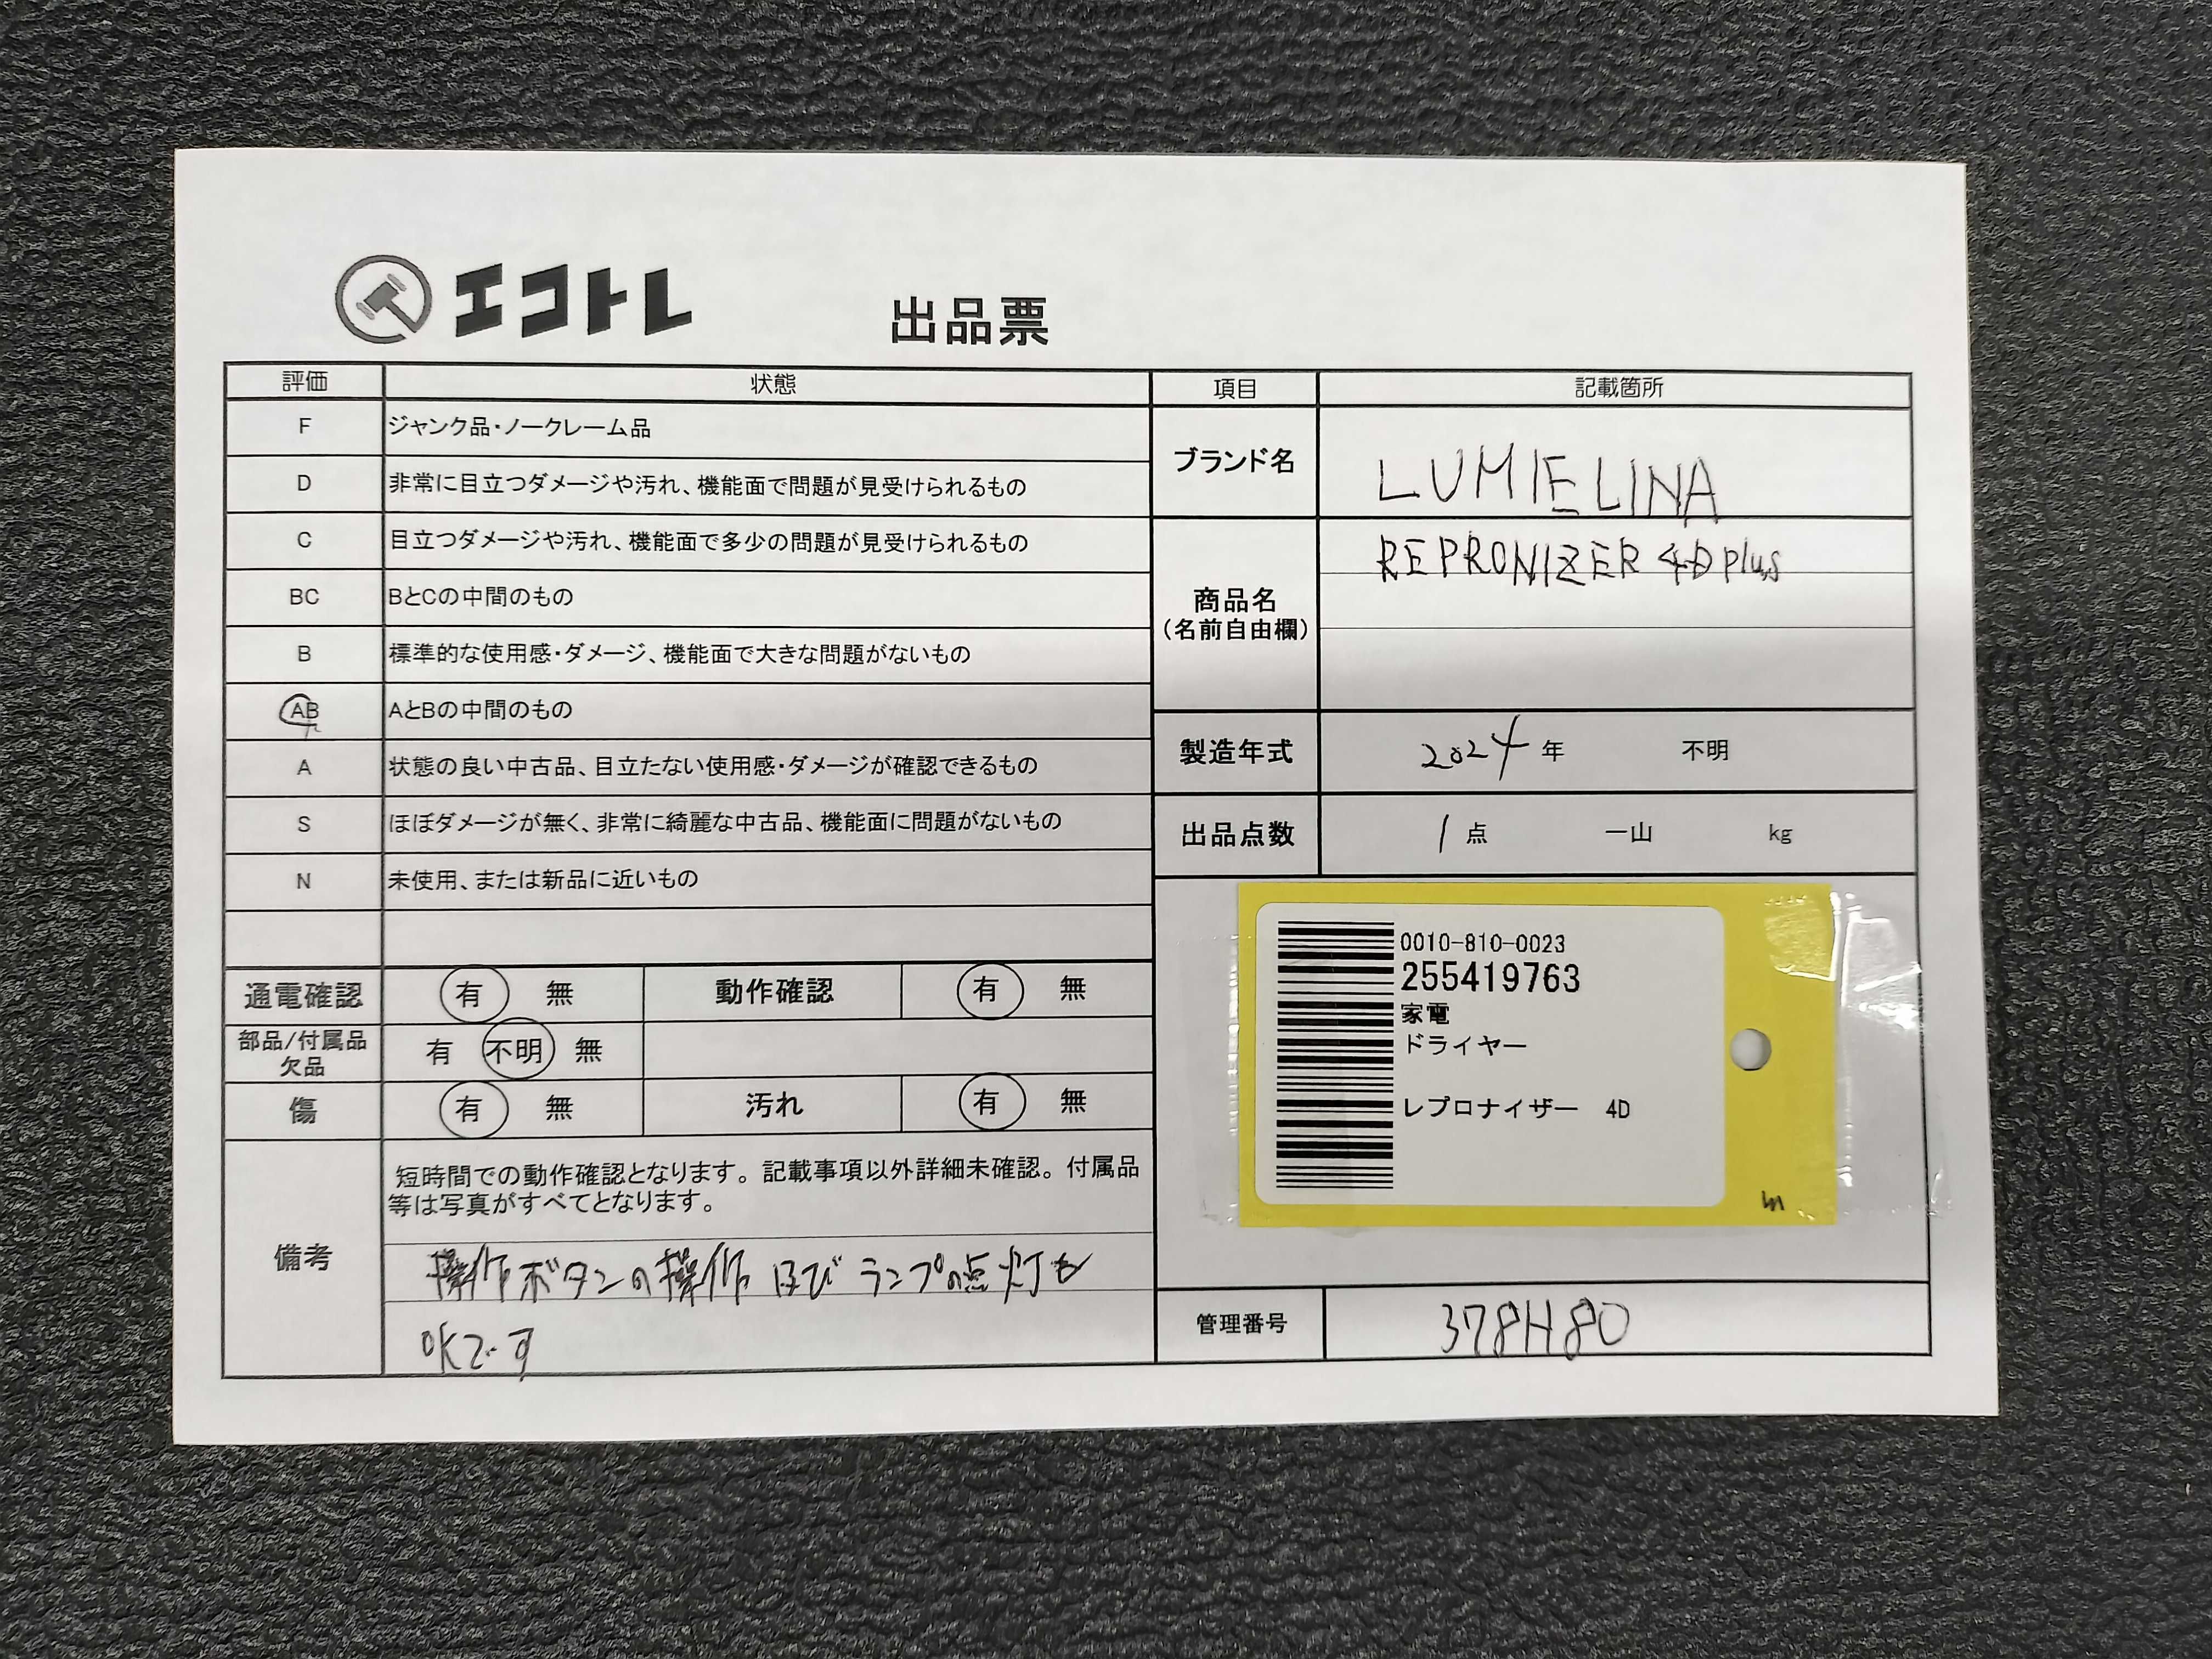 エコトレ
出品票
評価 状態
F ジャンク品・ノークレーム品
D 非常に目立つダメージや汚れ、機能面で問題が見受けられるもの
C 目立つダメージや汚れ、機能面で多少の問題が見受けられるもの
BC BとCの中間のもの
B 標準的な使用感・ダメージ、機能面で大きな問題がないもの
AB AとBの中間のもの
A 状態の良い中古品、目立たない使用感・ダメージが確認できるもの
S ほぼダメージが無く、非常に綺麗な中古品、機能面に問題がないもの
N 未使用、または新品に近いもの
通電確認 有 無 動作確認 有 無
部品/付属品
欠品 有 不明 無
傷 有 無 汚れ 有 無
備考
短時間での動作確認となります。記載事項以外詳細未確認。付属品
等は写真がすべてとなります。
操作ボタンの操作 及び ランプの点灯も
OKです
項目 記載箇所
ブランド名 LUMIELINA
商品名
(名前自由欄)
REPRONIZER 4D plus
製造年式 2024 年 不明
出品点数 1 点 一山 kg
0010-810-0023
255419763
家電
ドライヤー
レプロナイザー 4D
管理番号 378H80